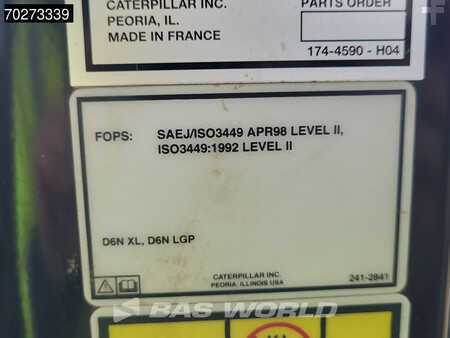 70273339
CATERPILLAR INC.
PEORIA, IL.
MADE IN FRANCE
PARTS ORDER
174-4590 - H04
FOPS: SAEJ/ISO3449 APR98 LEVEL II,
ISO3449:1992 LEVEL II
D6N XL, D6N LGP
CATERPILLAR INC.
PEORIA, ILLINOIS USA
241-2841
BAS WORLD